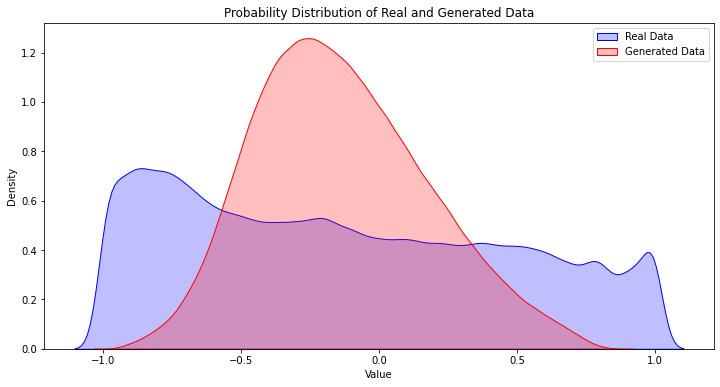 Probability Distribution of Real and Generated Data
Real Data
Generated Data
1.2
1.0
0.8
0.6
0.4
0.2
0.0
Density
−1.0
−0.5
0.0
0.5
1.0
Value